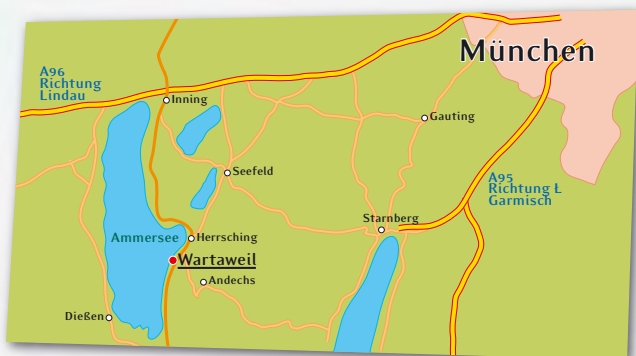 München
A96
Richtung
Lindau
Inning
Gauting
Seefeld
A95
Richtung L
Garmisch
Starnberg
Ammersee
Herrsching
Wartaweil
Andechs
Dießen